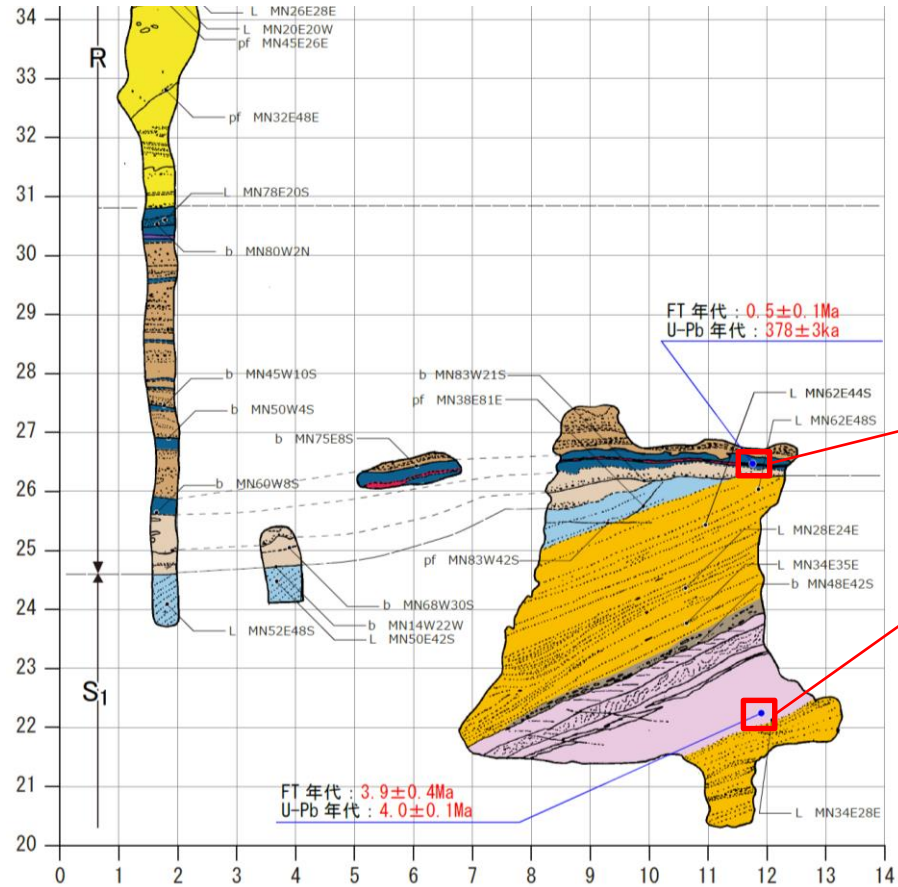 34
33
32
31
30
29
28
27
26
25
24
23
22
21
20
R
S1
L MN26E28E
L MN20E20W
pf MN45E26E
pf MN32E48E
L MN78E20S
b MN80W2N
b MN45W10S
b MN50W4S
b MN75E8S
b MN60W8S
b MN68W30S
b MN14W22W
L MN50E42S
L MN52E48S
FT 年代：0.5±0.1Ma
U-Pb 年代：378±3ka
b MN83W21S
pf MN38E81E
L MN62E44S
L MN62E48S
L MN28E24E
L MN34E35E
b MN48E42S
pf MN83W42S
FT 年代：3.9±0.4Ma
U-Pb 年代：4.0±0.1Ma
L MN34E28E
0 1 2 3 4 5 6 7 8 9 10 11 12 13 14